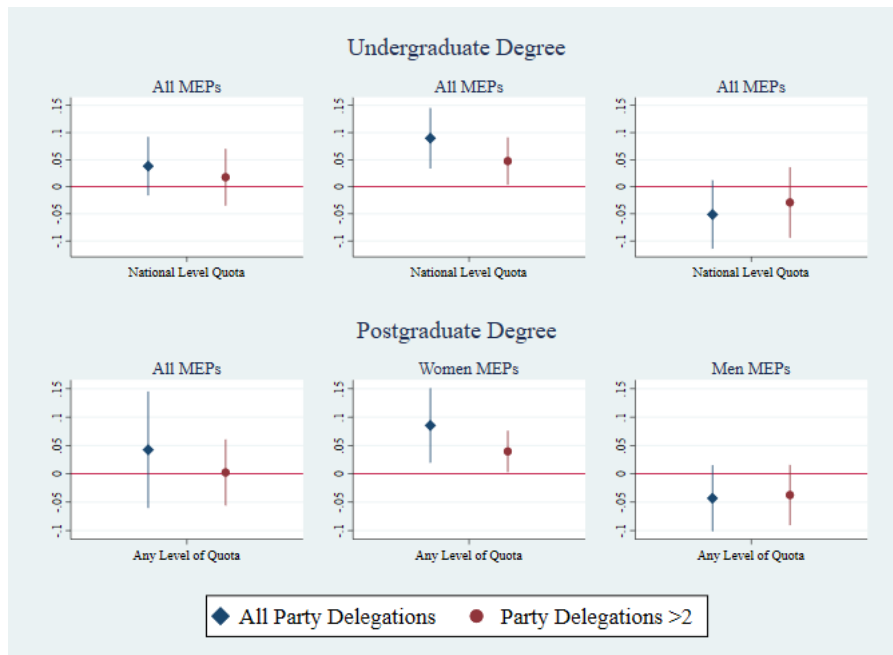 Undergraduate Degree
All MEPs All MEPs All MEPs
.15 .15 .15
.1 .1 .1
.05 .05 .05
0 0 0
-.05 -.05 -.05
-.1 -.1 -.1
National Level Quota National Level Quota National Level Quota
Postgraduate Degree
All MEPs Women MEPs Men MEPs
.15 .15 .15
.1 .1 .1
.05 .05 .05
0 0 0
-.05 -.05 -.05
-.1 -.1 -.1
Any Level of Quota Any Level of Quota Any Level of Quota
All Party Delegations Party Delegations >2